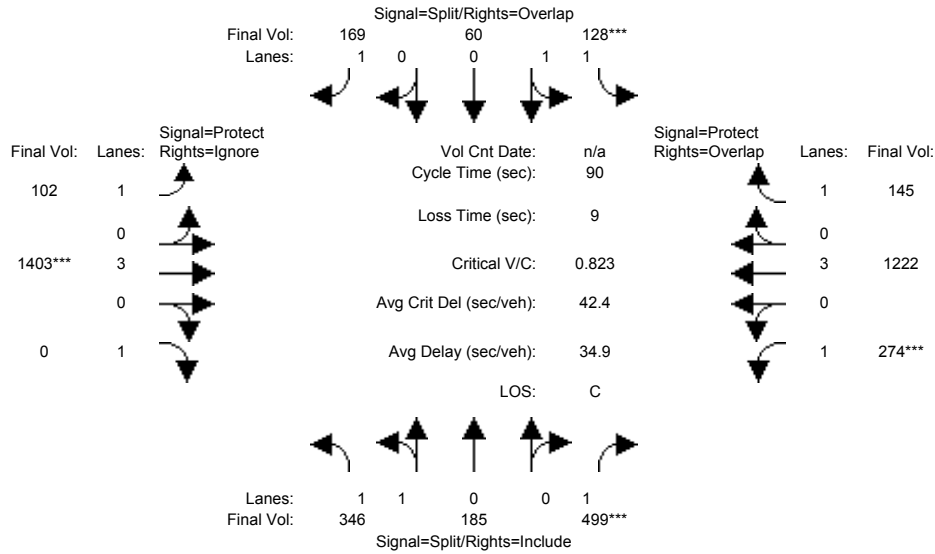 Signal=Split/Rights=Overlap
Final Vol: 169 60 128***
Lanes: 1 0 0 1 1
Signal=Protect
Final Vol: Lanes: Rights=Ignore
Vol Cnt Date: n/a
Signal=Protect
Rights=Overlap Lanes: Final Vol:
Cycle Time (sec): 90
102 1
1 145
Loss Time (sec): 9
0
0
1403*** 3
Critical V/C: 0.823
3 1222
0
Avg Crit Del (sec/veh): 42.4
0
0 1
Avg Delay (sec/veh): 34.9
1 274***
LOS: C
Lanes: 1 1 0 0 1
Final Vol: 346 185 499***
Signal=Split/Rights=Include